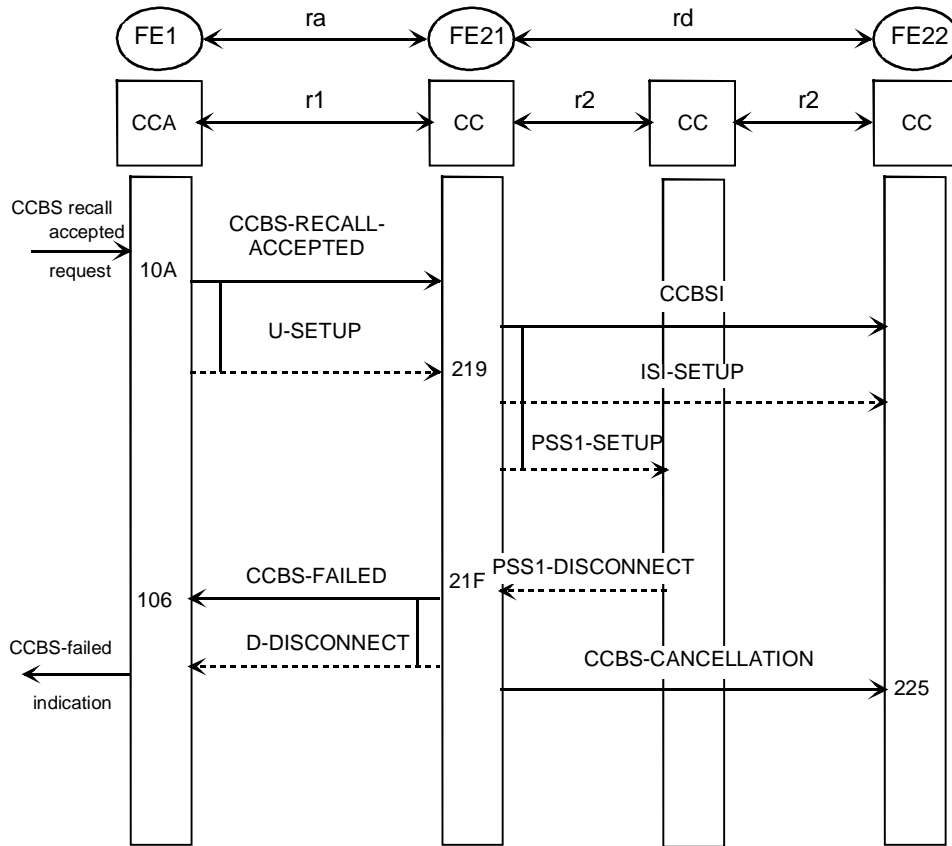 FE1
ra
FE21
rd
FE22
CCA
r1
CC
r2
CC
r2
CC
CCBS recall
accepted
request
10A
CCBS-RECALL-
ACCEPTED
CCBSI
U-SETUP
219
ISI-SETUP
PSS1-SETUP
PSS1-DISCONNECT
CCBS-FAILED
21F
106
D-DISCONNECT
CCBS-failed
indication
CCBS-CANCELLATION
225